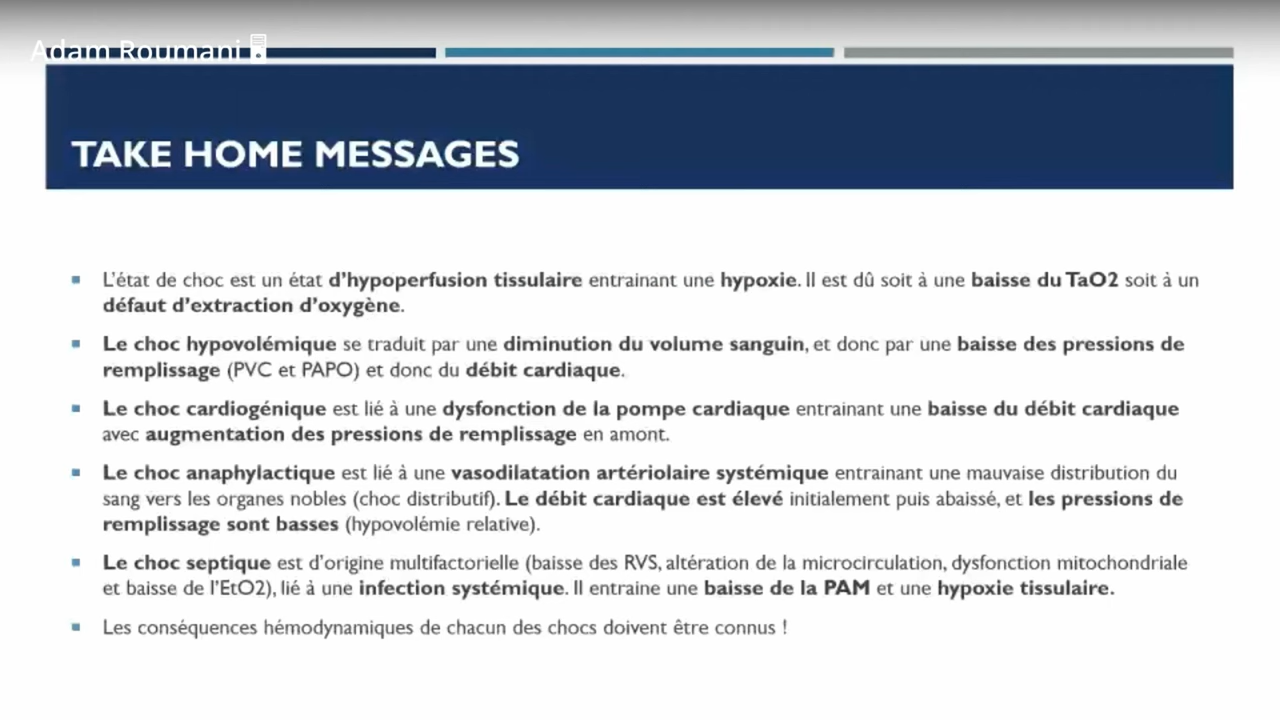 Adam Roumani
TAKE HOME MESSAGES
L'état de choc est un état d'hypoperfusion tissulaire entrainant une hypoxie. Il est dû soit à une baisse du TaO2 soit à un
défaut d'extraction d'oxygène.
Le choc hypovolémique se traduit par une diminution du volume sanguin, et donc par une baisse des pressions de
remplissage (PVC et PAPO) et donc du débit cardiaque.
Le choc cardiogénique est lié à une dysfonction de la pompe cardiaque entrainant une baisse du débit cardiaque
avec augmentation des pressions de remplissage en amont.
Le choc anaphylactique est lié à une vasodilatation artériolaire systémique entrainant une mauvaise distribution du
sang vers les organes nobles (choc distributif). Le débit cardiaque est élevé initialement puis abaissé, et les pressions de
remplissage sont basses (hypovolémie relative).
Le choc septique est d'origine multifactorielle (baisse des RVS, altération de la microcirculation, dysfonction mitochondriale
et baisse de l'EtO2), lié à une infection systémique. Il entraine une baisse de la PAM et une hypoxie tissulaire.
Les conséquences hémodynamiques de chacun des chocs doivent être connus !